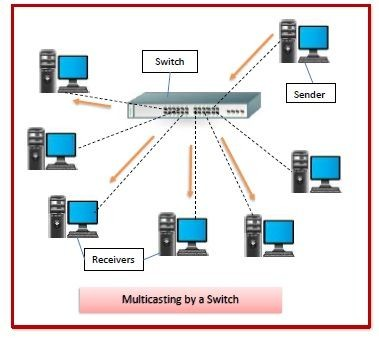 Switch
Sender
Receivers
Multicasting by a Switch